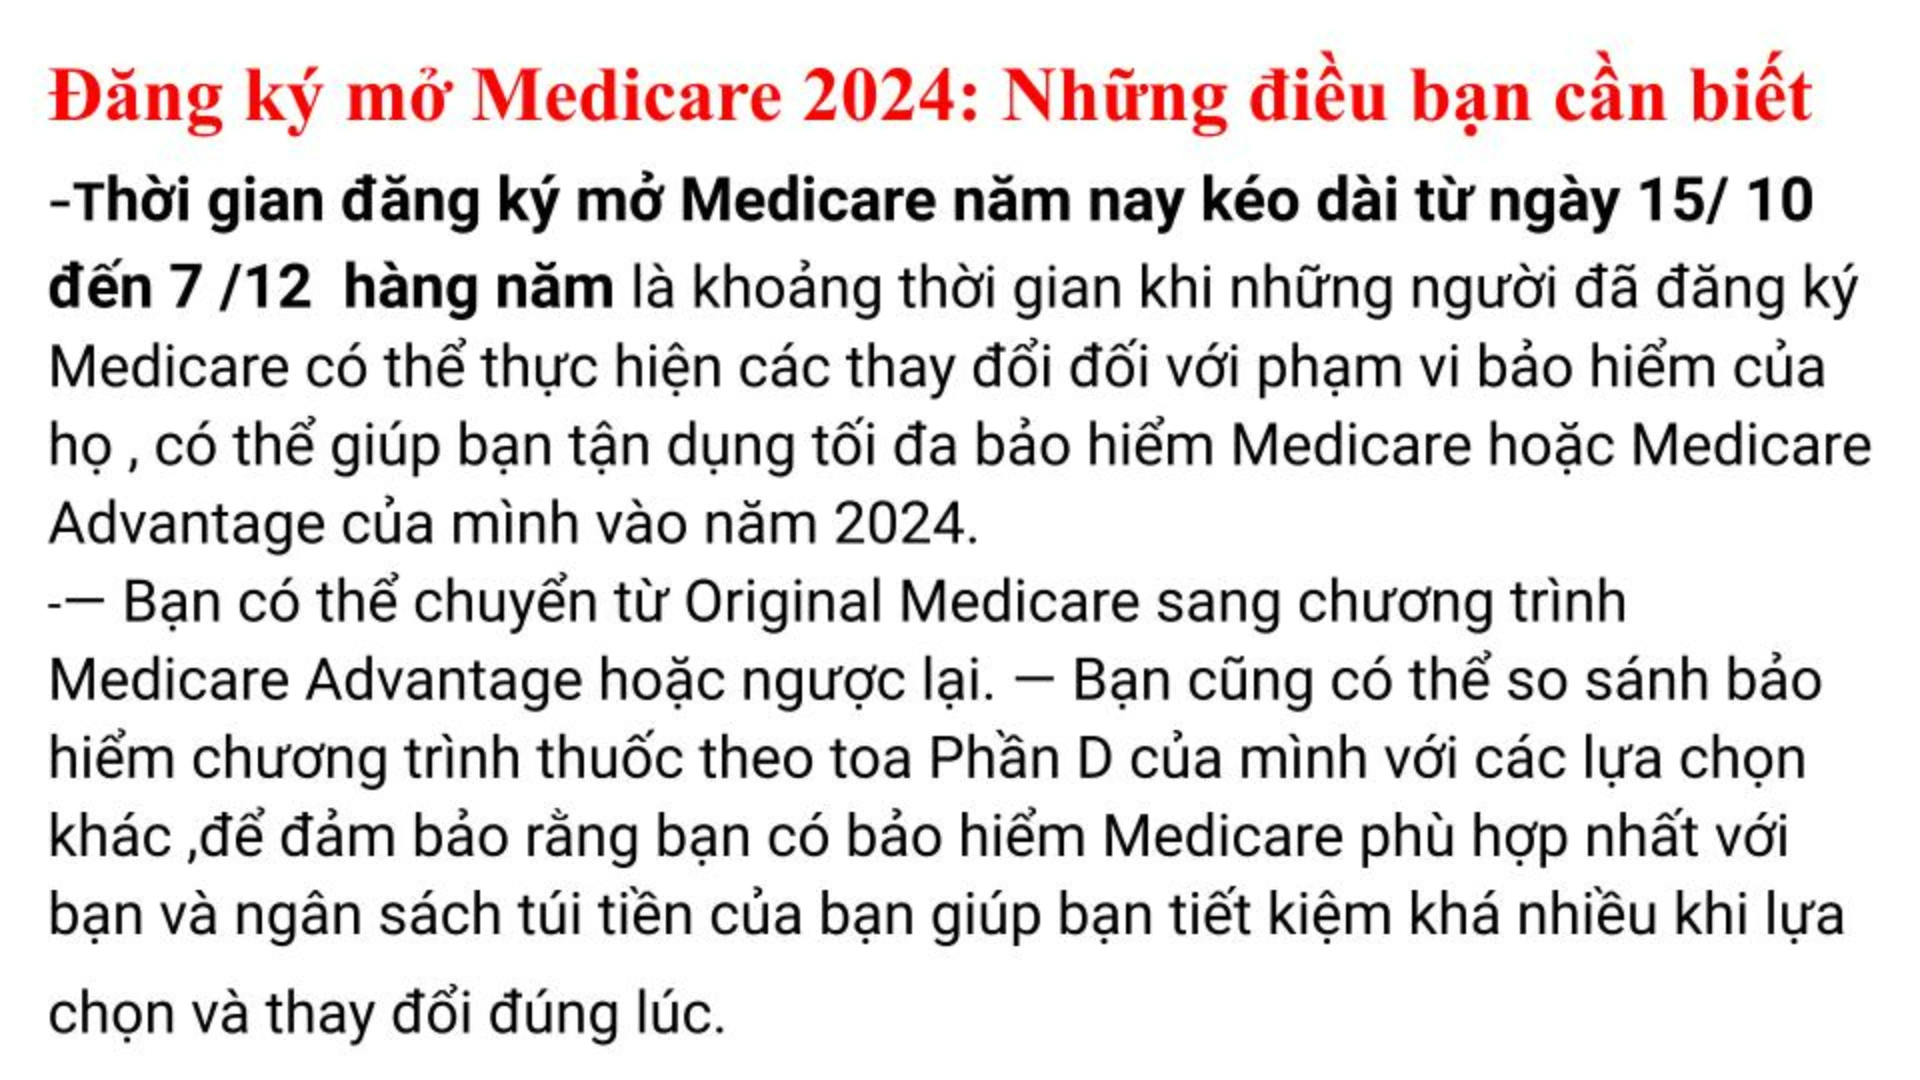 Đăng ký mở Medicare 2024: Những điều bạn cần biết
-Thời gian đăng ký mở Medicare năm nay kéo dài từ ngày 15/ 10
đến 7 /12  hàng năm là khoảng thời gian khi những người đã đăng ký
Medicare có thể thực hiện các thay đổi đối với phạm vi bảo hiểm của
họ , có thể giúp bạn tận dụng tối đa bảo hiểm Medicare hoặc Medicare
Advantage của mình vào năm 2024.
-— Bạn có thể chuyển từ Original Medicare sang chương trình
Medicare Advantage hoặc ngược lại. — Bạn cũng có thể so sánh bảo
hiểm chương trình thuốc theo toa Phần D của mình với các lựa chọn
khác ,để đảm bảo rằng bạn có bảo hiểm Medicare phù hợp nhất với
bạn và ngân sách túi tiền của bạn giúp bạn tiết kiệm khá nhiều khi lựa
chọn và thay đổi đúng lúc.